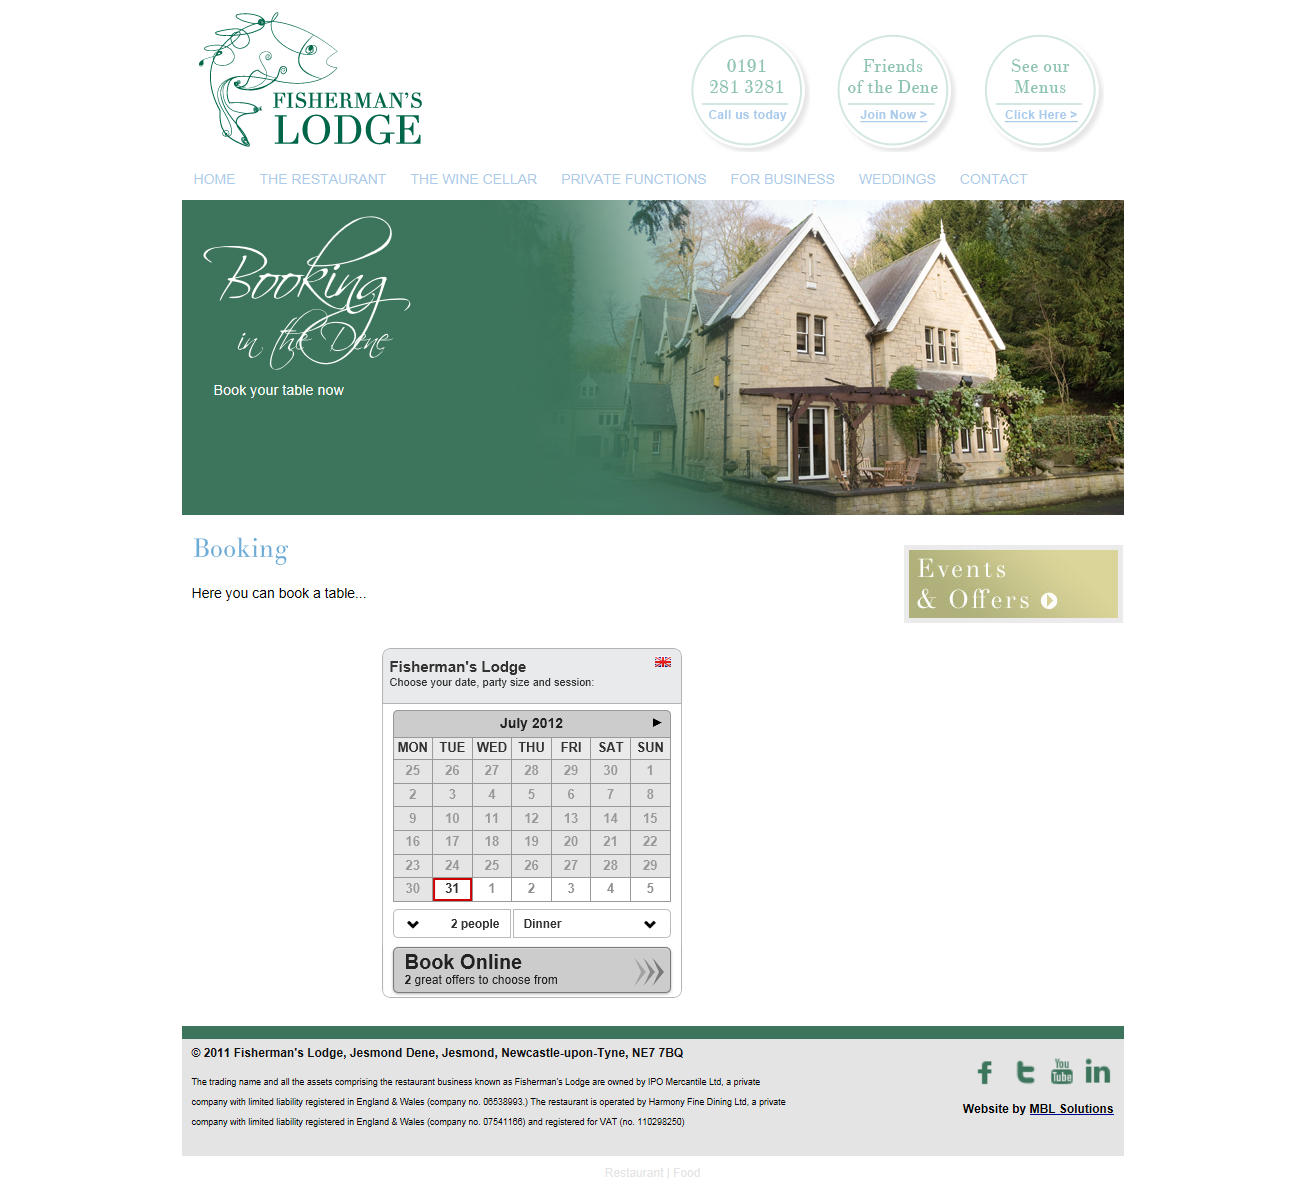 FISHERMAN'S
LODGE
0191
281 3281
Call us today
Friends
of the Dene
Join Now >
See our
Menus
Click Here >
HOME THE RESTAURANT THE WINE CELLAR PRIVATE FUNCTIONS FOR BUSINESS WEDDINGS CONTACT
Booking
in the Dene
Book your table now
Booking
Here you can book a table...
Events
& Offers
Fisherman's Lodge
Choose your date, party size and session:
July 2012
MON TUE WED THU FRI SAT SUN
25 26 27 28 29 30 1
2 3 4 5 6 7 8
9 10 11 12 13 14 15
16 17 18 19 20 21 22
23 24 25 26 27 28 29
30 31 1 2 3 4 5
2 people Dinner
Book Online
2 great offers to choose from
© 2011 Fisherman's Lodge, Jesmond Dene, Jesmond, Newcastle-upon-Tyne, NE7 7BQ
The trading name and all the assets comprising the restaurant business known as Fisherman's Lodge are owned by IPO Mercantile Ltd, a private
company with limited liability registered in England & Wales (company no. 06538993.) The restaurant is operated by Harmony Fine Dining Ltd, a private
company with limited liability registered in England & Wales (company no. 07541166) and registered for VAT (no. 110298250)
f t You Tube in
Website by MBL Solutions
Restaurant | Food